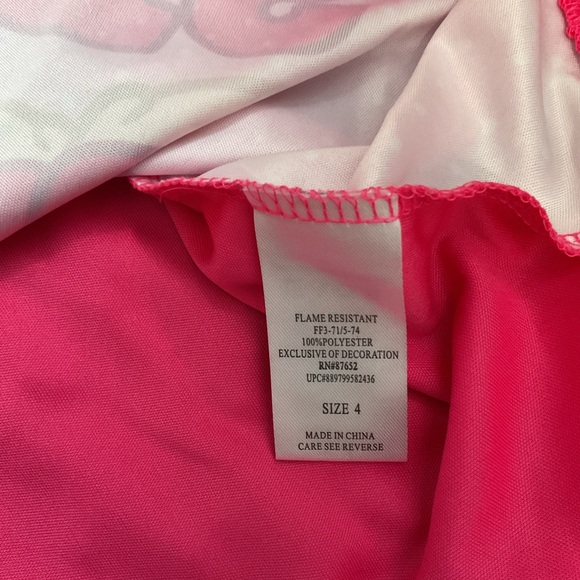 FLAME RESISTANT
FF3-71/5-74
100%POLYESTER
EXCLUSIVE OF DECORATION
RN#87652
UPC#889799582436
SIZE 4
MADE IN CHINA
CARE SEE REVERSE